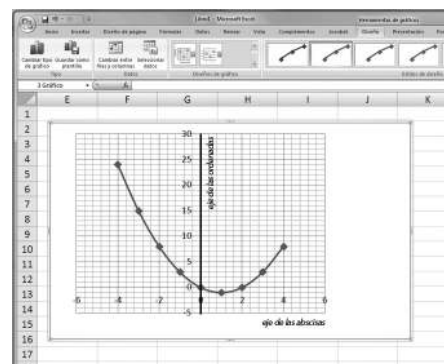 [Libro1 - Microsoft Excel
Herramientas de gráficos
Inicio Insertar Diseño de página Fórmulas Datos Revisar Vista Complementos Acrobat Diseño Presentación
Cambiar tipo de gráfico
Guardar como plantilla
Cambiar entre filas y columnas
Seleccionar datos
Tipo
Datos
Diseños de gráfico
Estilos de diseño
3 Gráfico
E F G H I J K
1
2
3
4
5
6
7
8
9
10
11
12
13
14
15
16
17
30
25
20
15
10
5
0
-5
-6 -4 -2 0 2 4 6
eje de las ordenadas
eje de las abscisas